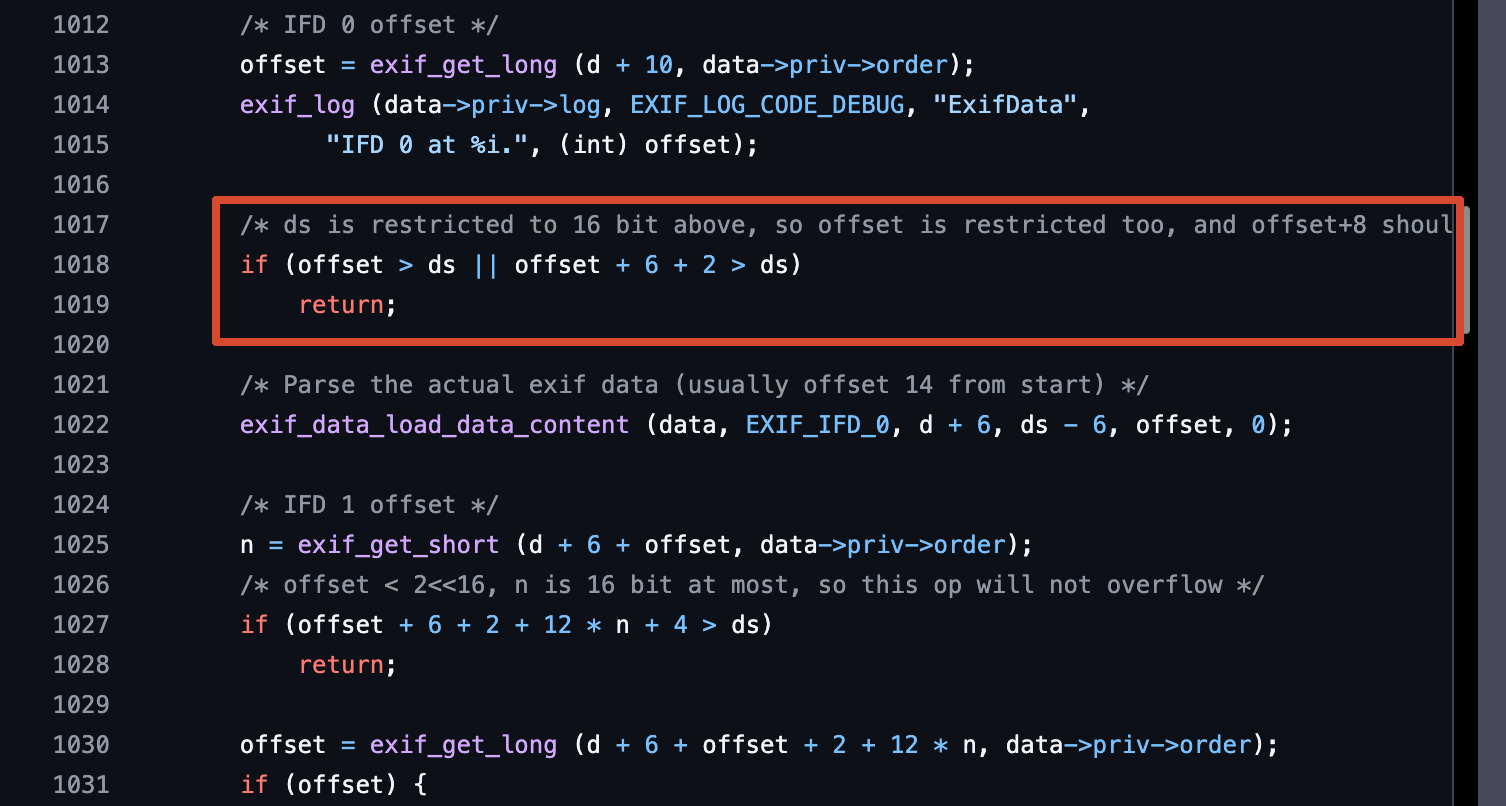 1012 /* IFD 0 offset */
1013 offset = exif_get_long (d + 10, data->priv->order);
1014 exif_log (data->priv->log, EXIF_LOG_CODE_DEBUG, "ExifData",
1015 "IFD 0 at %i.", (int) offset);
1016
1017 /* ds is restricted to 16 bit above, so offset is restricted too, and offset+8 shoul
1018 if (offset > ds || offset + 6 + 2 > ds)
1019 return;
1020
1021 /* Parse the actual exif data (usually offset 14 from start) */
1022 exif_data_load_data_content (data, EXIF_IFD_0, d + 6, ds - 6, offset, 0);
1023
1024 /* IFD 1 offset */
1025 n = exif_get_short (d + 6 + offset, data->priv->order);
1026 /* offset < 2<<16, n is 16 bit at most, so this op will not overflow */
1027 if (offset + 6 + 2 + 12 * n + 4 > ds)
1028 return;
1029
1030 offset = exif_get_long (d + 6 + offset + 2 + 12 * n, data->priv->order);
1031 if (offset) {